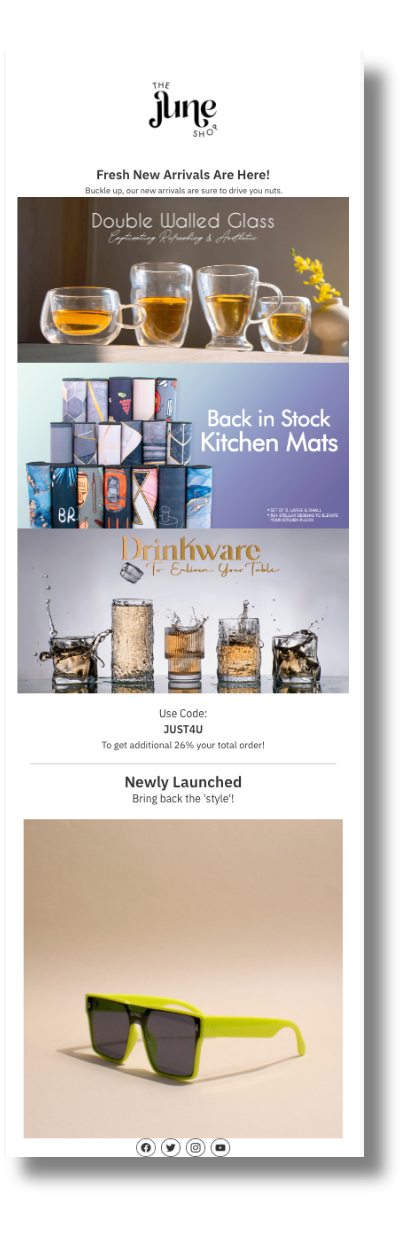 THE
june
SHOP
Fresh New Arrivals Are Here!
Buckle up, our new arrivals are sure to drive you nuts.
Double Walled Glass
Captivating Refreshing & Aesthetic
Back in Stock
Kitchen Mats
* SET OF 2, LARGE & SMALL
* 50+ STELLAR DESIGNS TO ELEVATE
YOUR KITCHEN FLOOR
BR
Drinkware
To Enliven Your Table
Use Code:
JUST4U
To get additional 26% your total order!
Newly Launched
Bring back the 'style'!